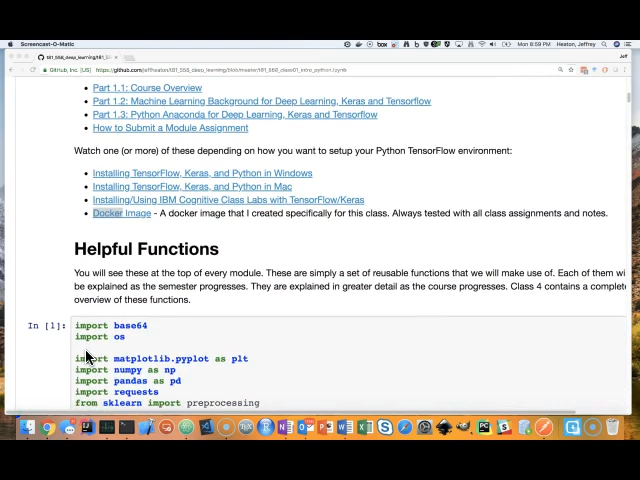 Screencast-O-Matic
Mon 8:59 PM Heaton, Jeffrey
t81_558_deep_learning/t81_55
Jeff
GitHub, Inc. [US] https://github.com/jeffheaton/t81_558_deep_learning/blob/master/t81_558_class01_intro_python.ipynb
Part 1.1: Course Overview
Part 1.2: Machine Learning Background for Deep Learning, Keras and Tensorflow
Part 1.3: Python Anaconda for Deep Learning, Keras and Tensorflow
How to Submit a Module Assignment
Watch one (or more) of these depending on how you want to setup your Python TensorFlow environment:
Installing TensorFlow, Keras, and Python in Windows
Installing TensorFlow, Keras, and Python in Mac
Installing/Using IBM Cognitive Class Labs with TensorFlow/Keras
Docker Image - A docker image that I created specifically for this class. Always tested with all class assignments and notes.
Helpful Functions
You will see these at the top of every module. These are simply a set of reusable functions that we will make use of. Each of them wi
be explained as the semester progresses. They are explained in greater detail as the course progresses. Class 4 contains a complete
overview of these functions.
In [1]: import base64
import os
import matplotlib.pyplot as plt
import numpy as np
import pandas as pd
import requests
from sklearn import preprocessing